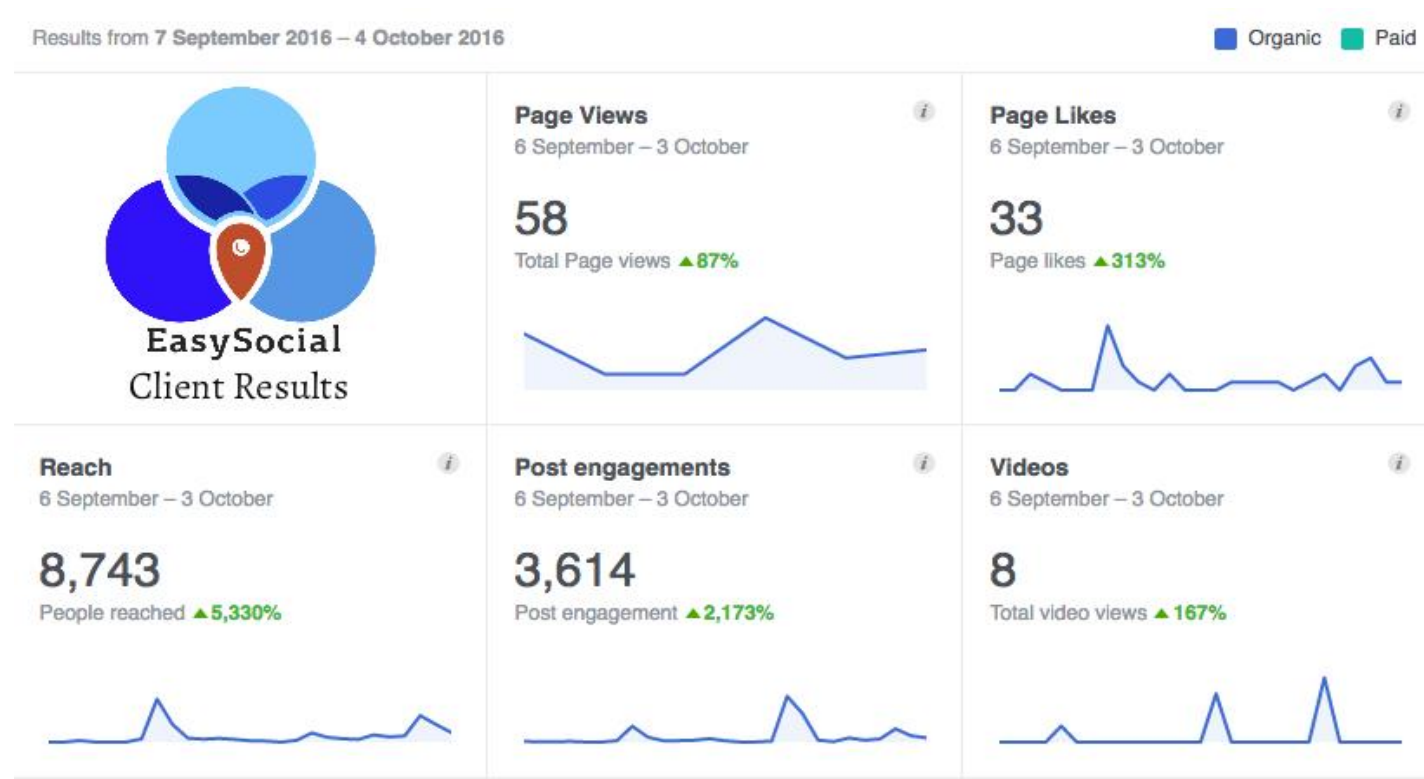 Results from 7 September 2016 – 4 October 2016
Organic
Paid
EasySocial
Client Results
Page Views
6 September – 3 October
58
Total Page views ▲87%
Page Likes
6 September – 3 October
33
Page likes ▲313%
Reach
6 September – 3 October
8,743
People reached ▲5,330%
Post engagements
6 September – 3 October
3,614
Post engagement ▲2,173%
Videos
6 September – 3 October
8
Total video views ▲167%